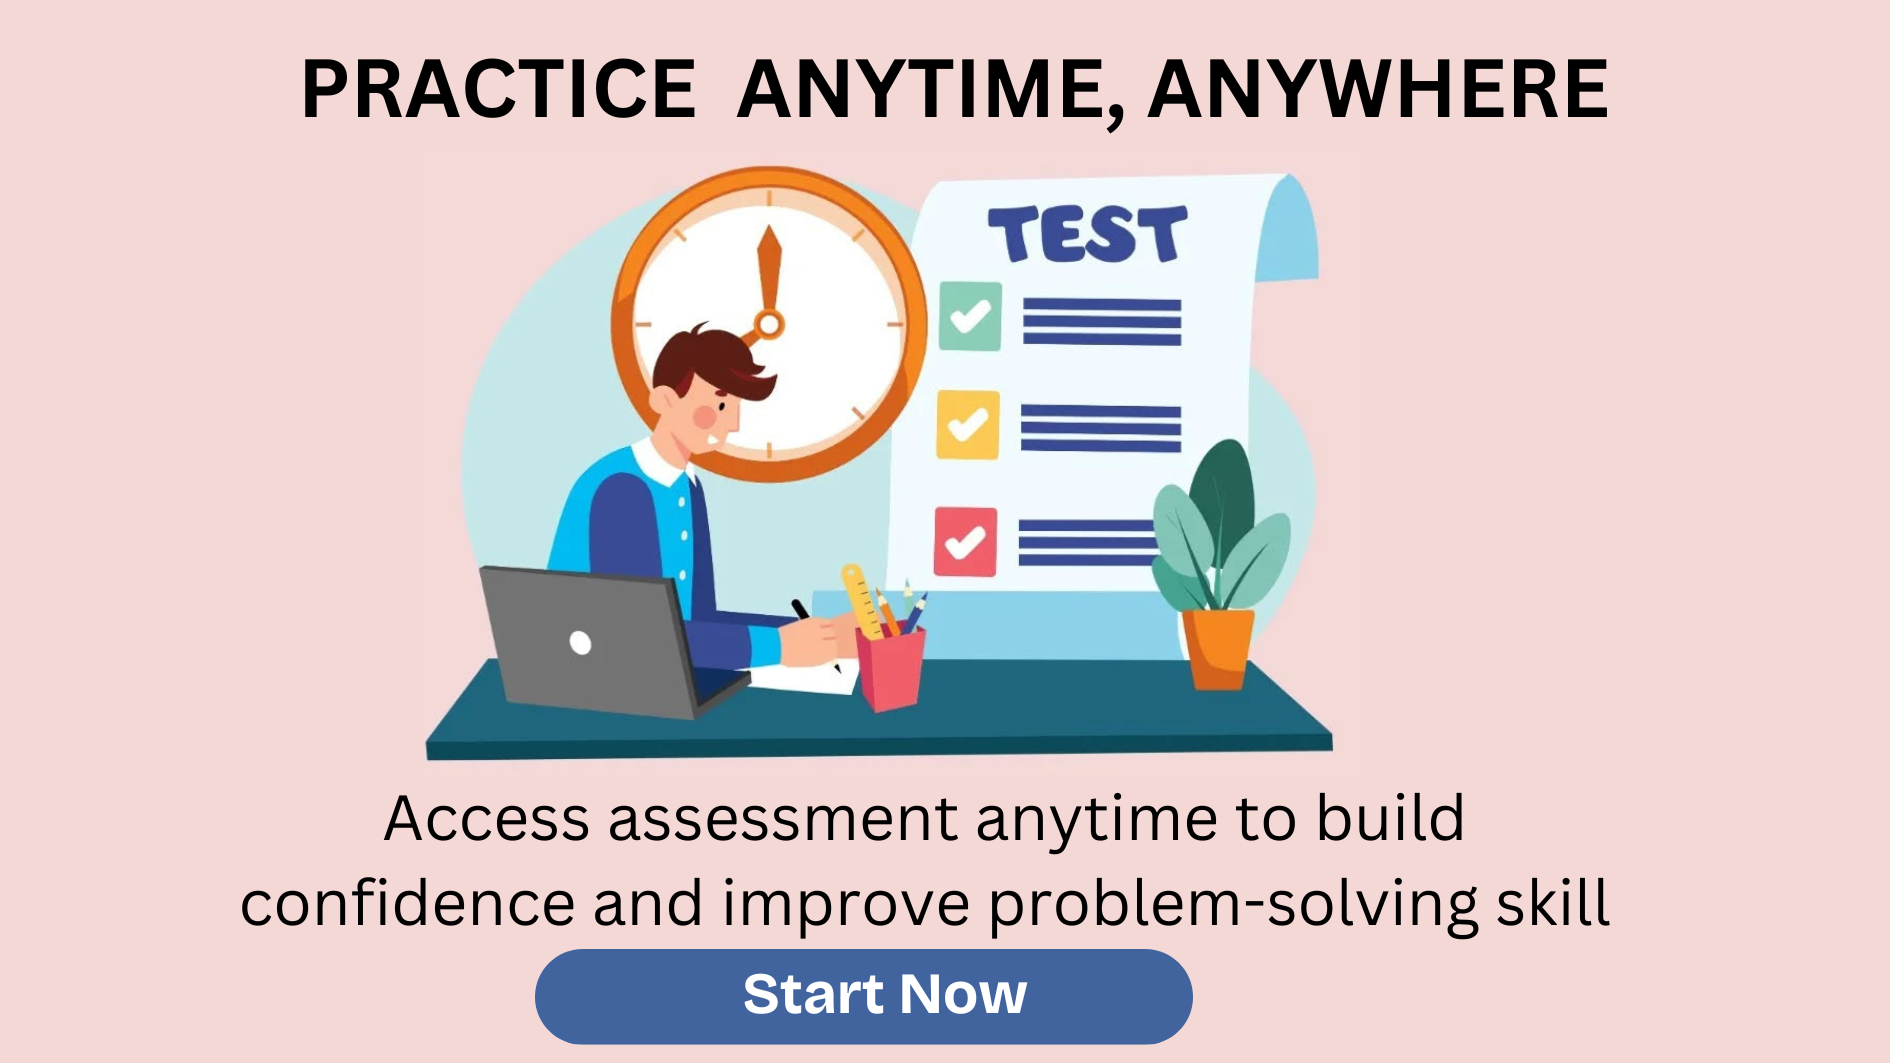 PRACTICE ANYTIME, ANYWHERE
TEST
Access assessment anytime to build
confidence and improve problem-solving skill
Start Now